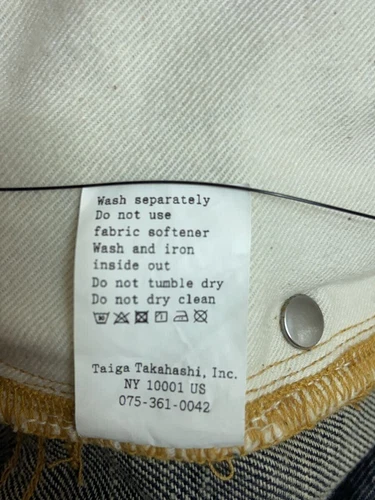 Wash separately
Do not use
fabric softener
Wash and iron
inside out
Do not tumble dry
Do not dry clean
Taiga Takahashi, Inc.
NY 10001 US
075-361-0042